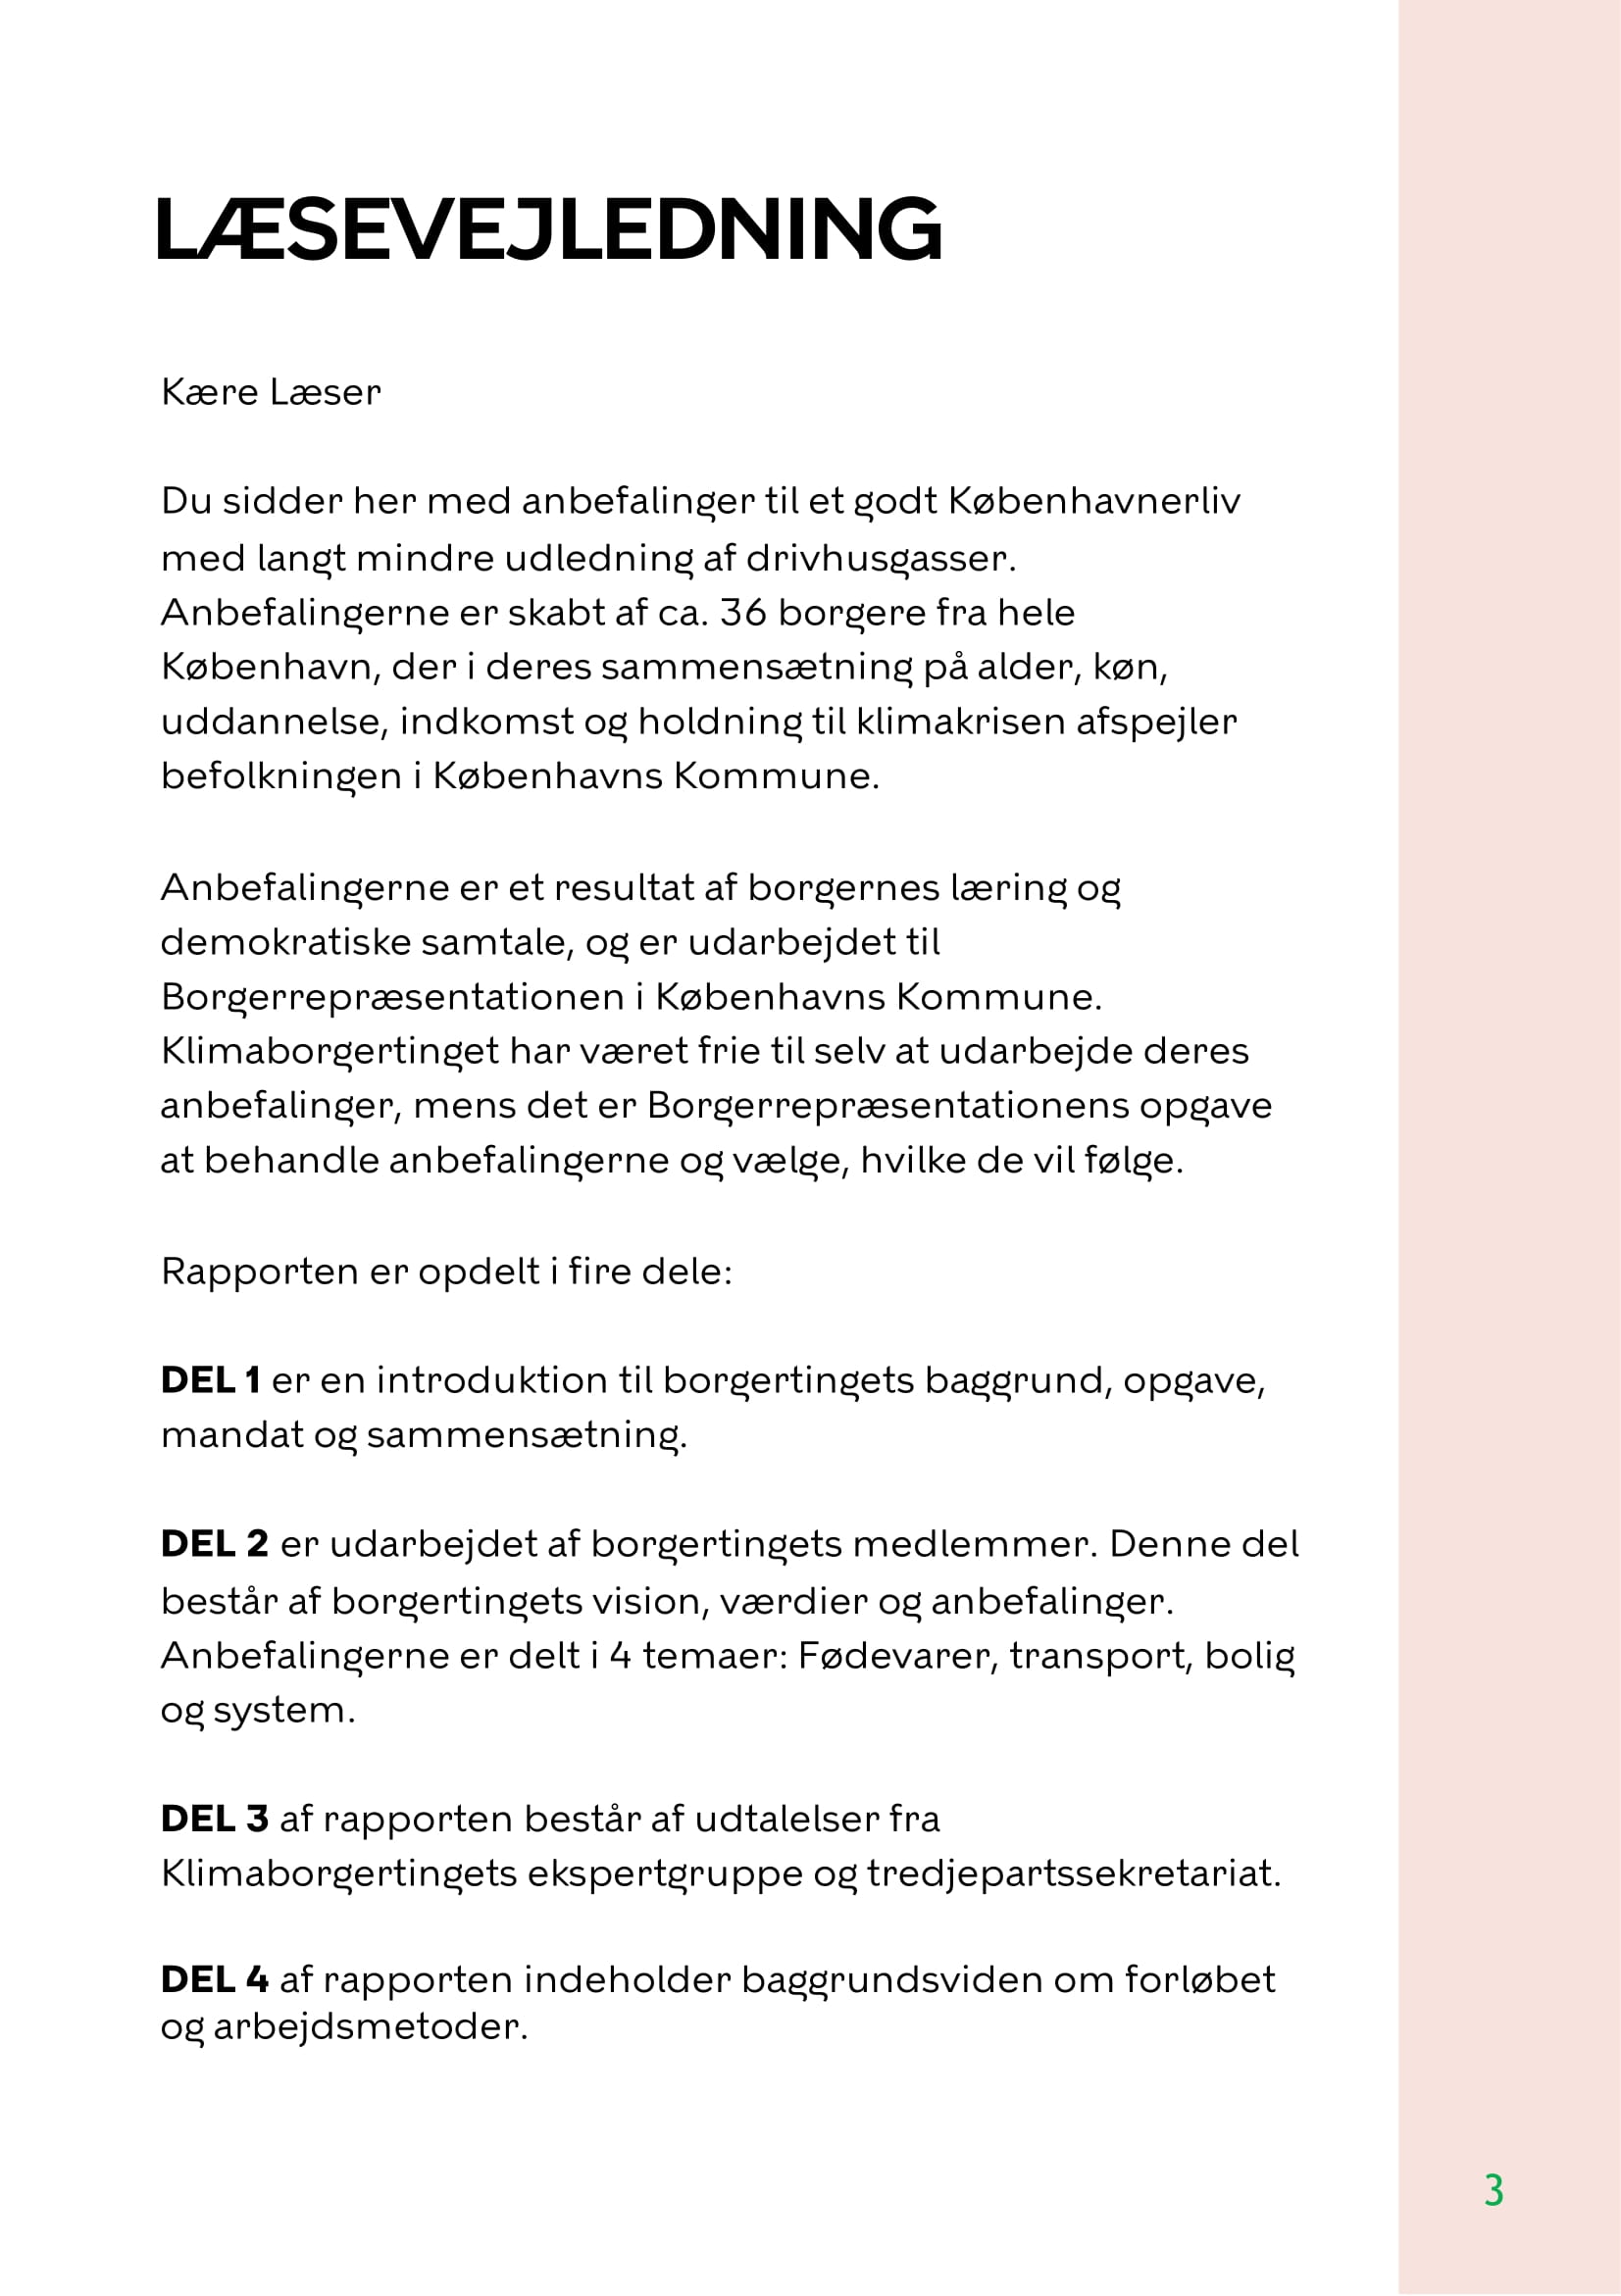 LÆSEVEJLEDNING
Kære Læser
Du sidder her med anbefalinger til et godt Københavnerliv
med langt mindre udledning af drivhusgasser.
Anbefalingerne er skabt af ca. 36 borgere fra hele
København, der i deres sammensætning på alder, køn,
uddannelse, indkomst og holdning til klimakrisen afspejler
befolkningen i Københavns Kommune.
Anbefalingerne er et resultat af borgernes læring og
demokratiske samtale, og er udarbejdet til
Borgerrepræsentationen i Københavns Kommune.
Klimaborgertinget har været frie til selv at udarbejde deres
anbefalinger, mens det er Borgerrepræsentationens opgave
at behandle anbefalingerne og vælge, hvilke de vil følge.
Rapporten er opdelt i fire dele:
DEL 1 er en introduktion til borgertingets baggrund, opgave,
mandat og sammensætning.
DEL 2 er udarbejdet af borgertingets medlemmer. Denne del
består af borgertingets vision, værdier og anbefalinger.
Anbefalingerne er delt i 4 temaer: Fødevarer, transport, bolig
og system.
DEL 3 af rapporten består af udtalelser fra
Klimaborgertingets ekspertgruppe og tredjepartssekretariat.
DEL 4 af rapporten indeholder baggrundsviden om forløbet
og arbejdsmetoder.
3